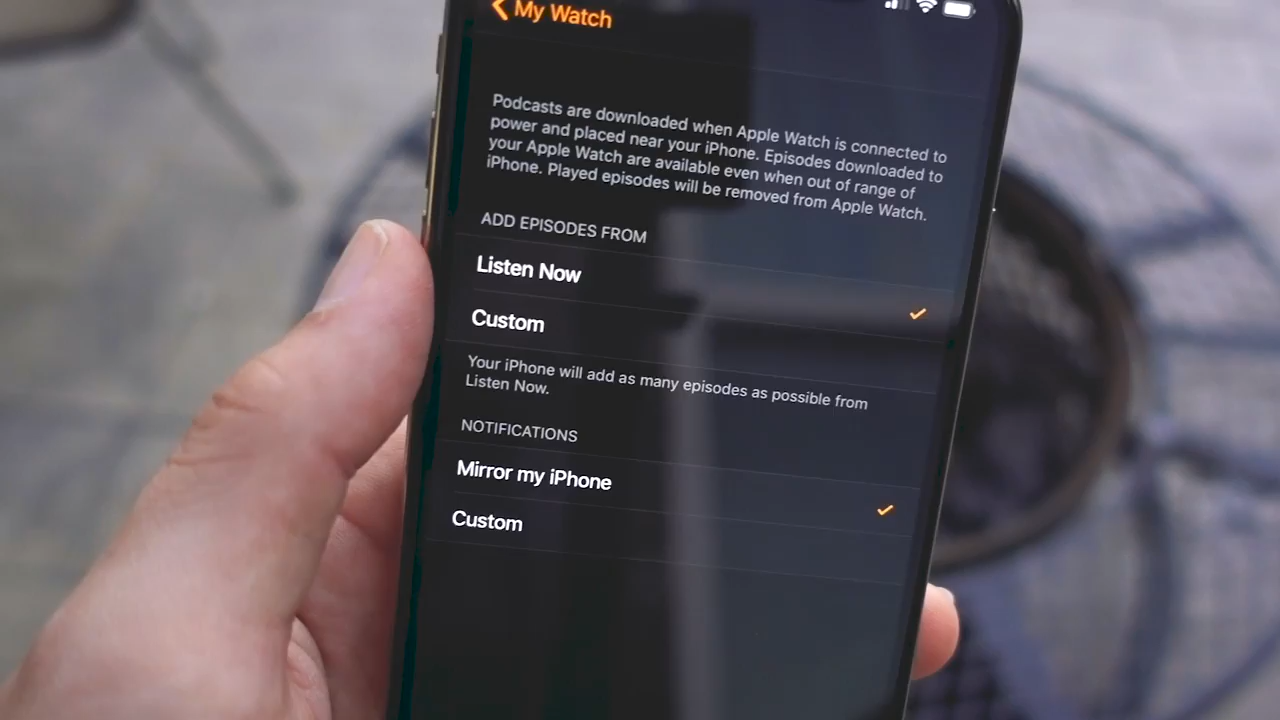 My Watch
Podcasts are downloaded when Apple Watch is connected to
power and placed near your iPhone. Episodes downloaded to
your Apple Watch are available even when out of range of
iPhone. Played episodes will be removed from Apple Watch.
ADD EPISODES FROM
Listen Now
Custom
Your iPhone will add as many episodes as possible from
Listen Now.
NOTIFICATIONS
Mirror my iPhone
Custom